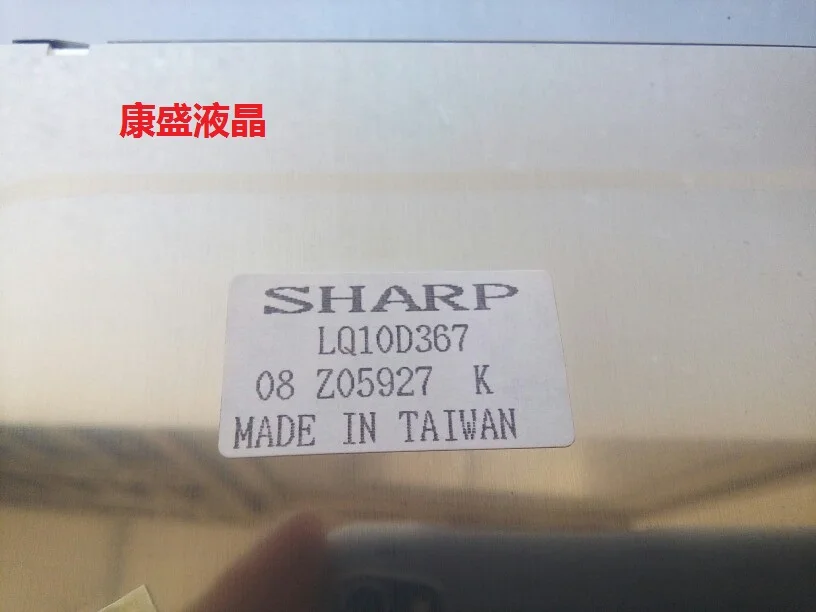 康盛液晶
SHARP
LQ10D367
08 Z05927 K
MADE IN TAIWAN